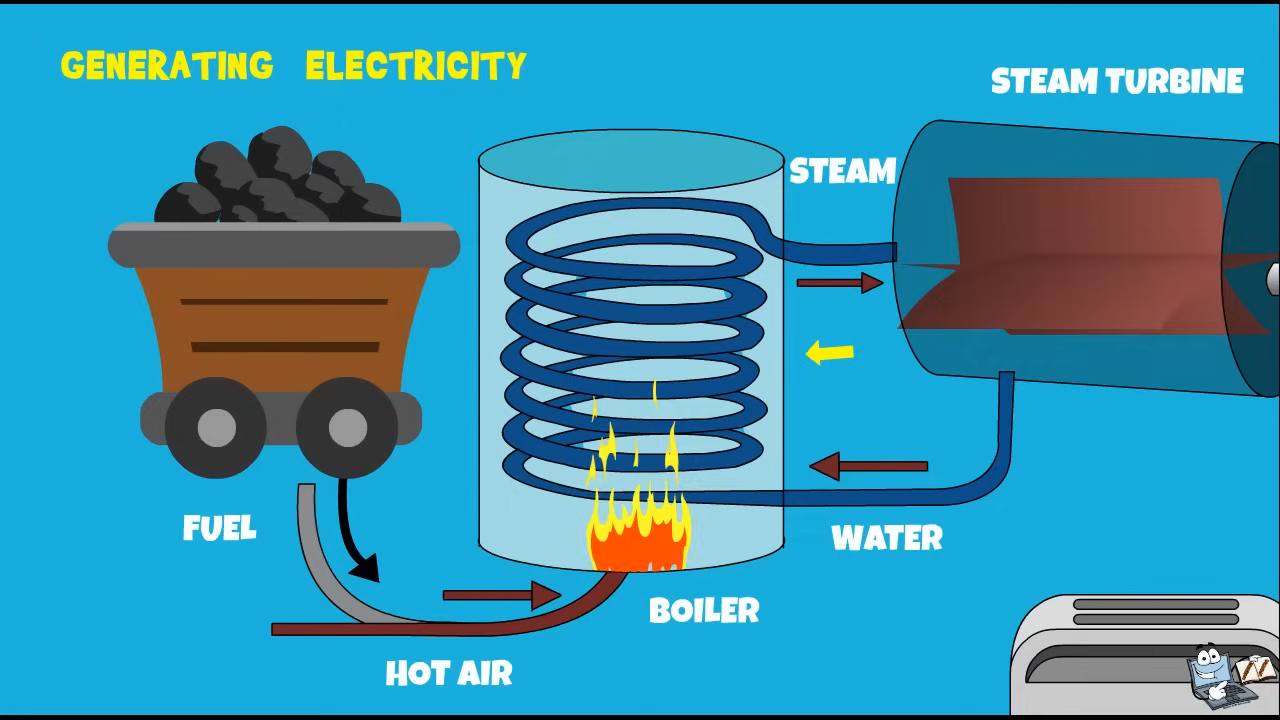 GENERATING ELECTRICITY
STEAM TURBINE
STEAM
FUEL
WATER
BOILER
HOT AIR